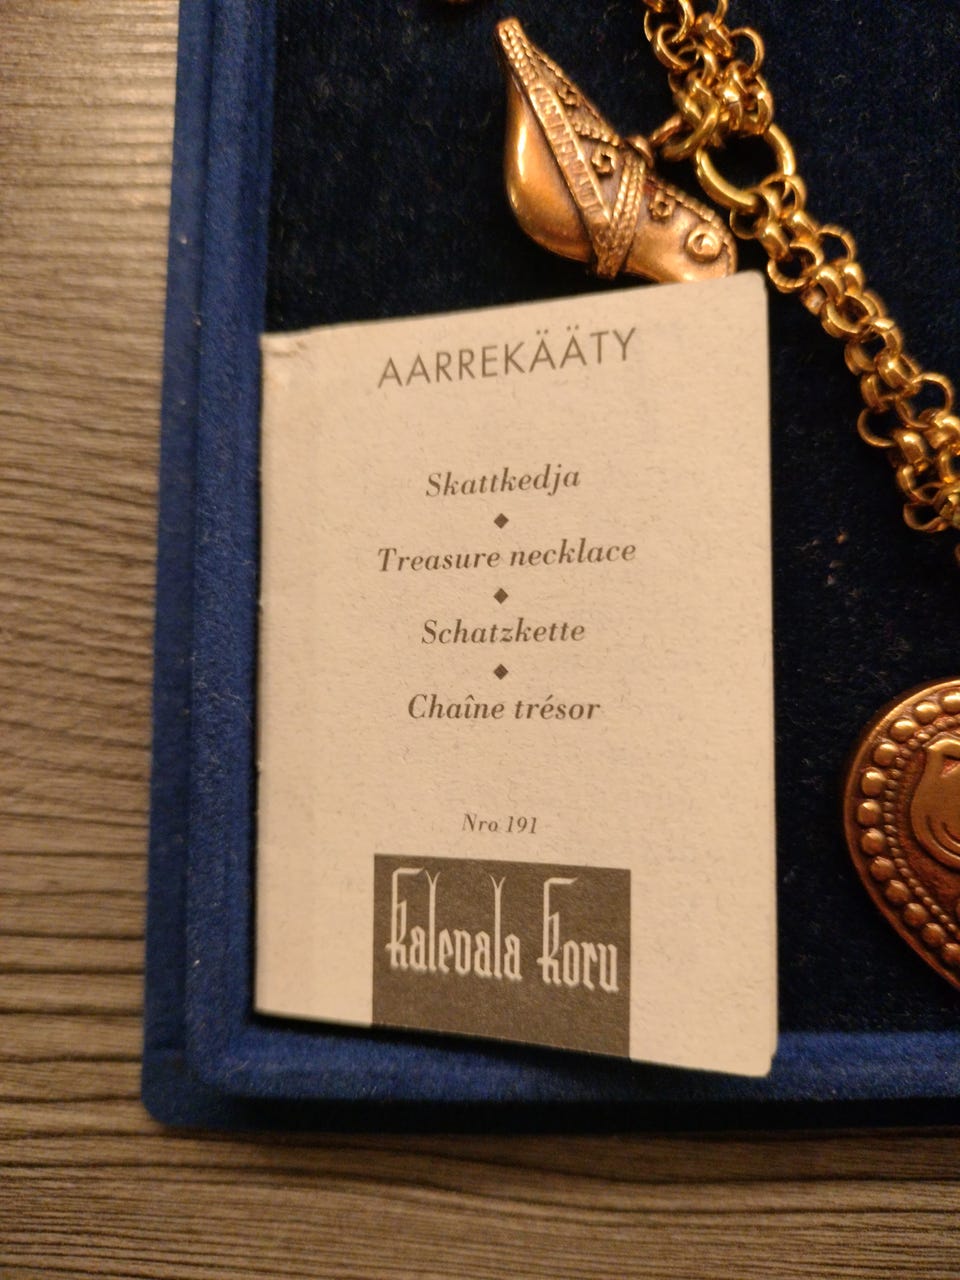 AARREKÄÄTY
Skattkedja
Treasure necklace
Schatzkette
Chaîne trésor
Nro 191
Kalevala Koru